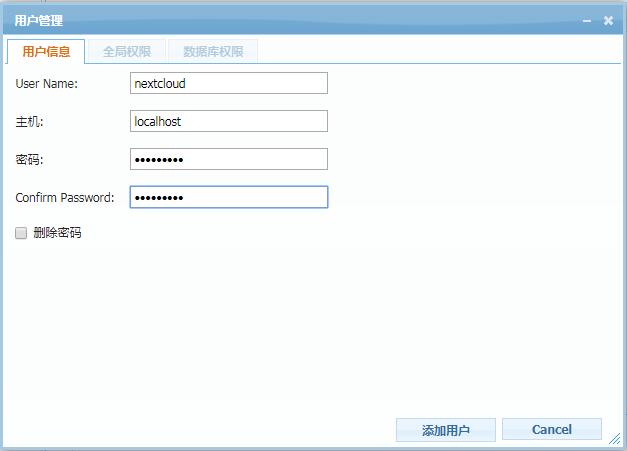 用户管理
用户信息 全局权限 数据库权限
User Name: nextcloud
主机: localhost
密码: •••••••••
Confirm Password: •••••••••
删除密码
添加用户 Cancel